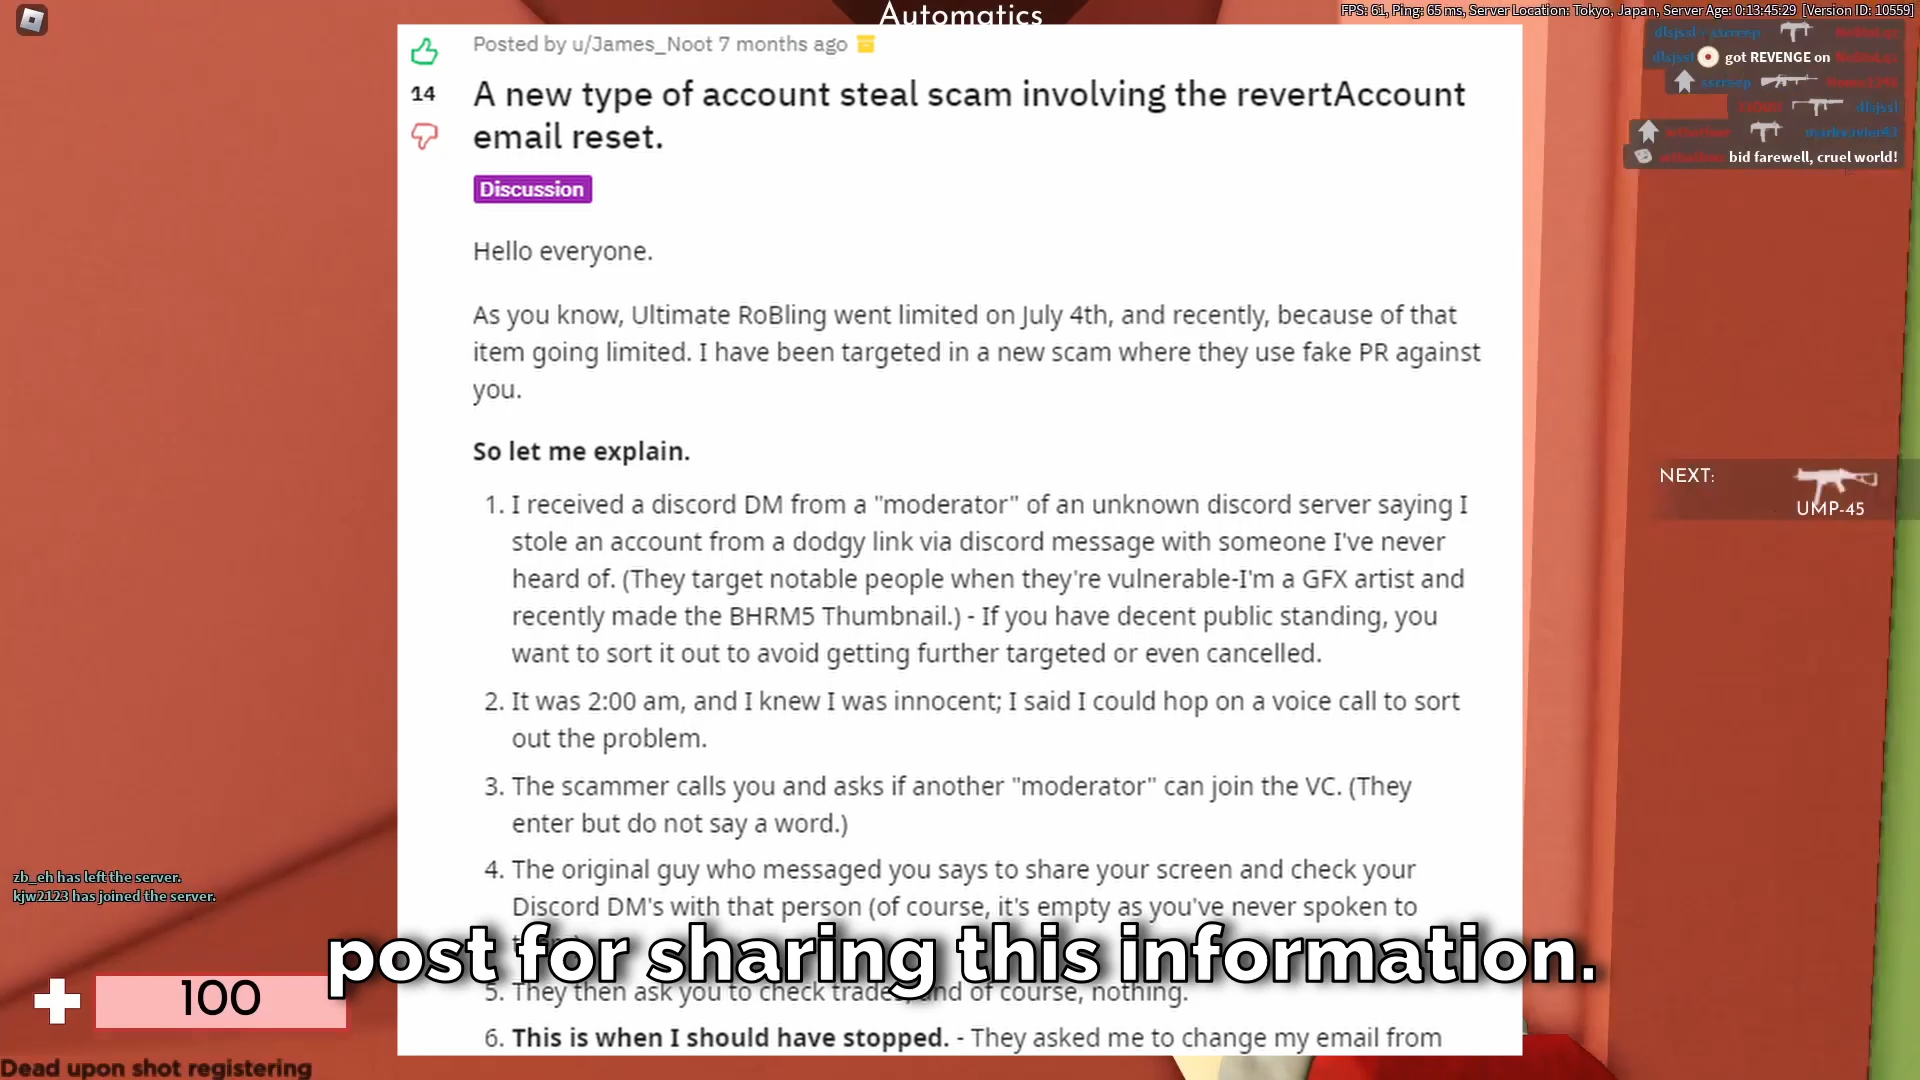 Automatics
FPS: 61, Ping: 65 ms, Server Location: Tokyo, Japan, Server Age: 0:13:45:29 [Version ID: 10559]
dlsjssl + sscreep
dlsjssl got REVENGE on
sscreep
dlsjssl
bid farewell, cruel world!
Posted by u/James_Noot 7 months ago
14
A new type of account steal scam involving the revertAccount
email reset.
Discussion
Hello everyone.
As you know, Ultimate RoBling went limited on July 4th, and recently, because of that
item going limited. I have been targeted in a new scam where they use fake PR against
you.
So let me explain.
1. I received a discord DM from a "moderator" of an unknown discord server saying I
stole an account from a dodgy link via discord message with someone I've never
heard of. (They target notable people when they're vulnerable-I'm a GFX artist and
recently made the BHRM5 Thumbnail.) - If you have decent public standing, you
want to sort it out to avoid getting further targeted or even cancelled.
2. It was 2:00 am, and I knew I was innocent; I said I could hop on a voice call to sort
out the problem.
3. The scammer calls you and asks if another "moderator" can join the VC. (They
enter but do not say a word.)
4. The original guy who messaged you says to share your screen and check your
Discord DM's with that person (of course, it's empty as you've never spoken to
5. They then ask you to check trades, and of course, nothing.
6. This is when I should have stopped. - They asked me to change my email from
post for sharing this information.
NEXT:
UMP-45
zb_eh has left the server.
kjw2123 has joined the server.
100
Dead upon shot registering